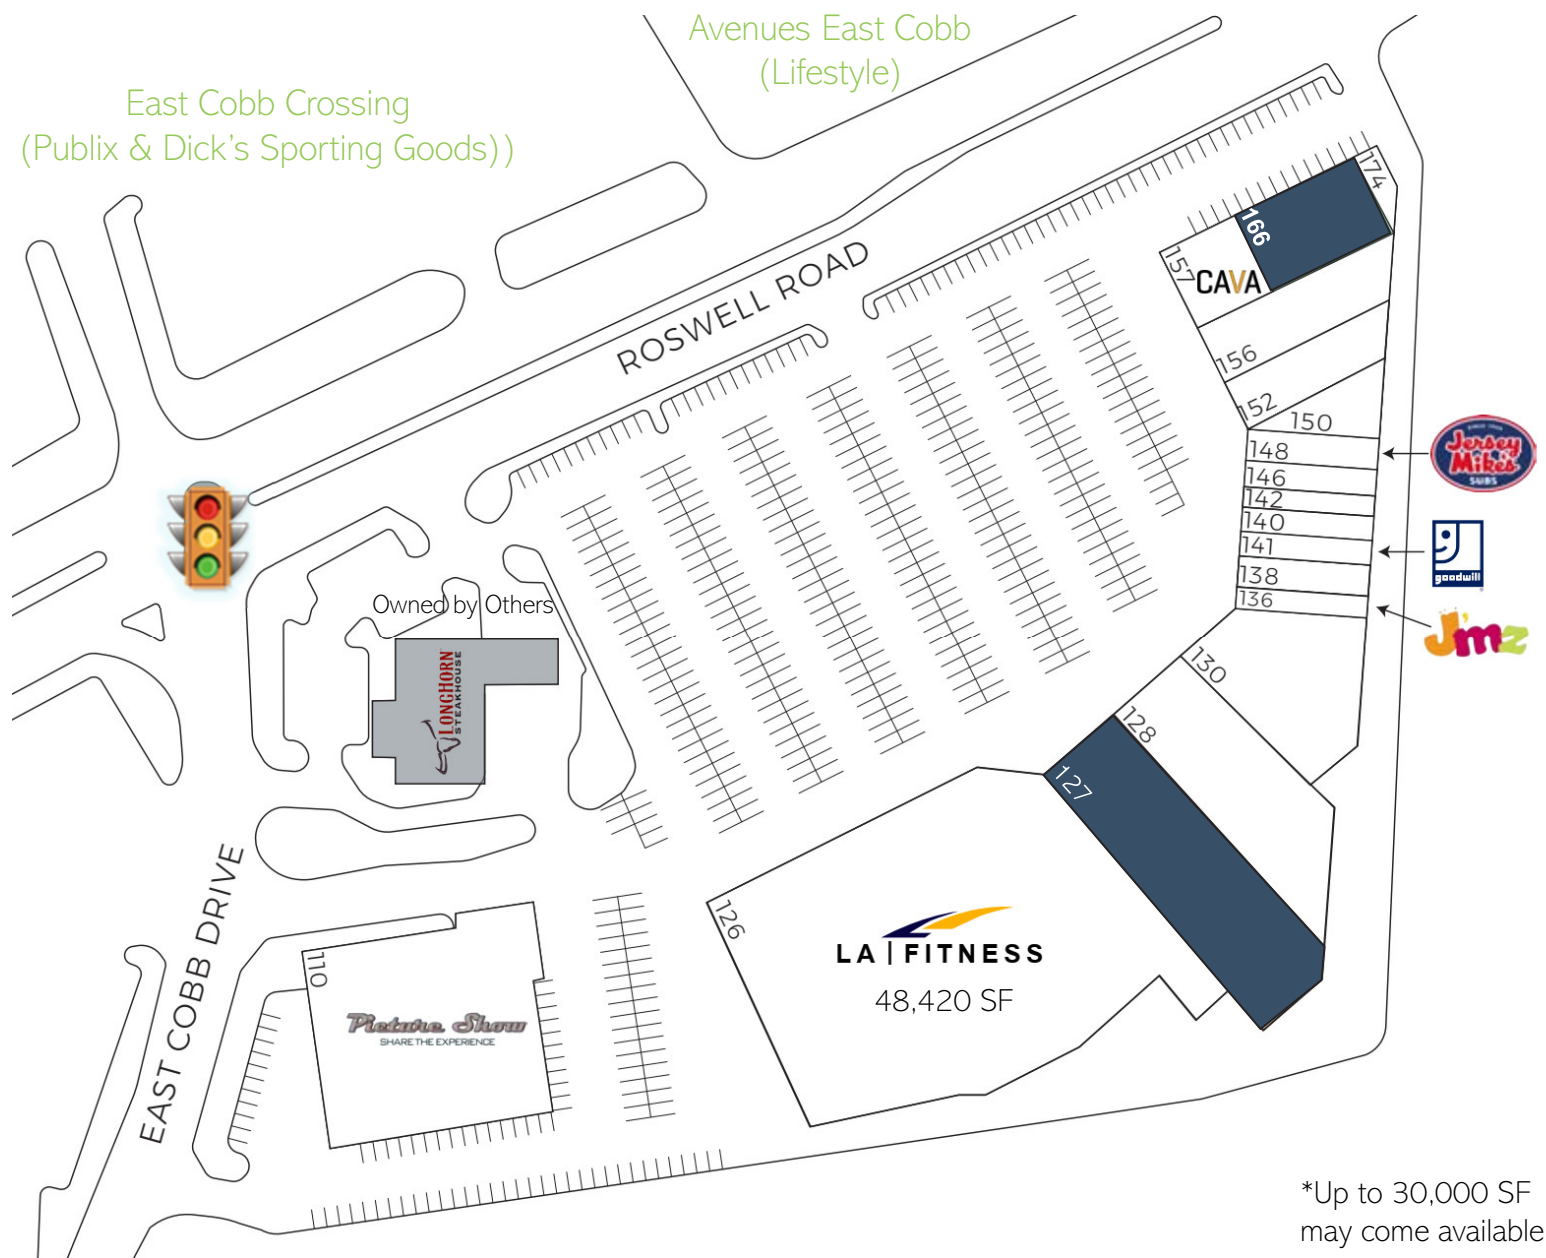 Avenues East Cobb
(Lifestyle)
East Cobb Crossing
(Publix & Dick's Sporting Goods))
ROSWELL ROAD
174
166
157
CAVA
156
152
150
148
146
142
140
141
138
136
130
128
127
126
110
Jersey
Mike's
SUBS
goodwill
J'mz
Owned by Others
LONGHORN
STEAKHOUSE
EAST COBB DRIVE
LA|FITNESS
48,420 SF
Picture Show
SHARE THE EXPERIENCE
*Up to 30,000 SF
may come available